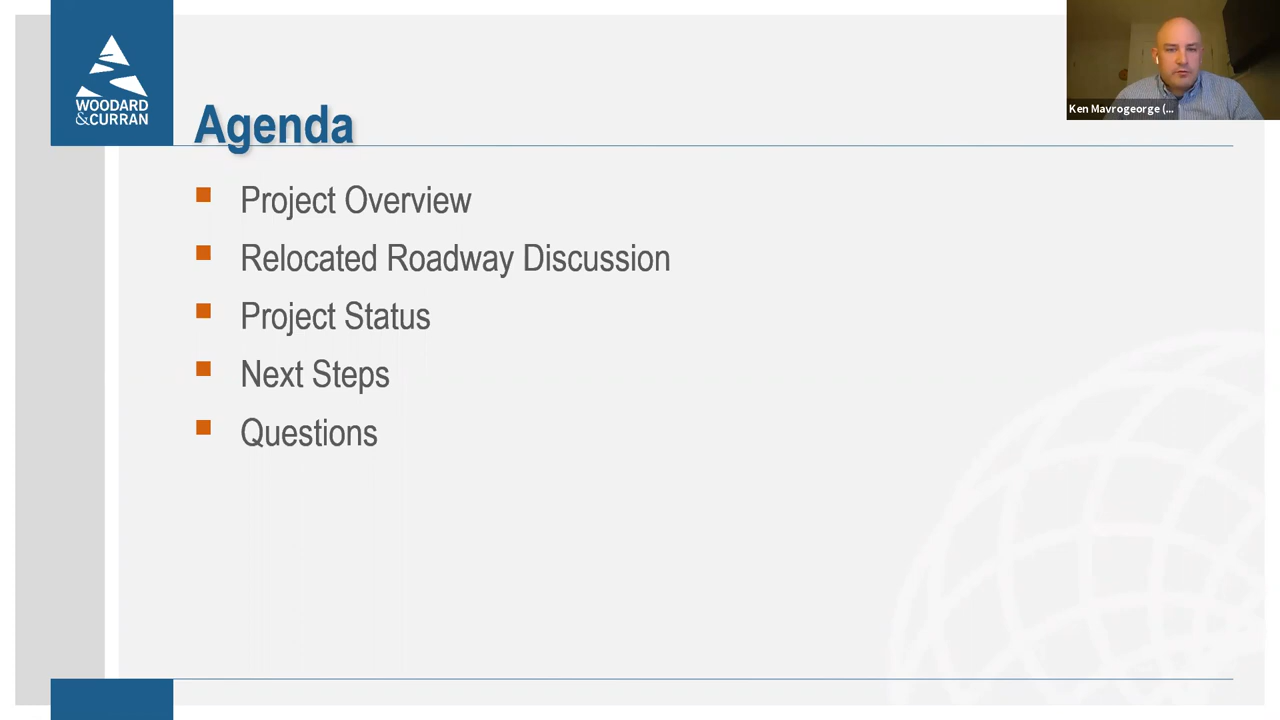 WOODARD
&CURRAN
Agenda
Ken Mavrogeorge (...
Project Overview
Relocated Roadway Discussion
Project Status
Next Steps
Questions